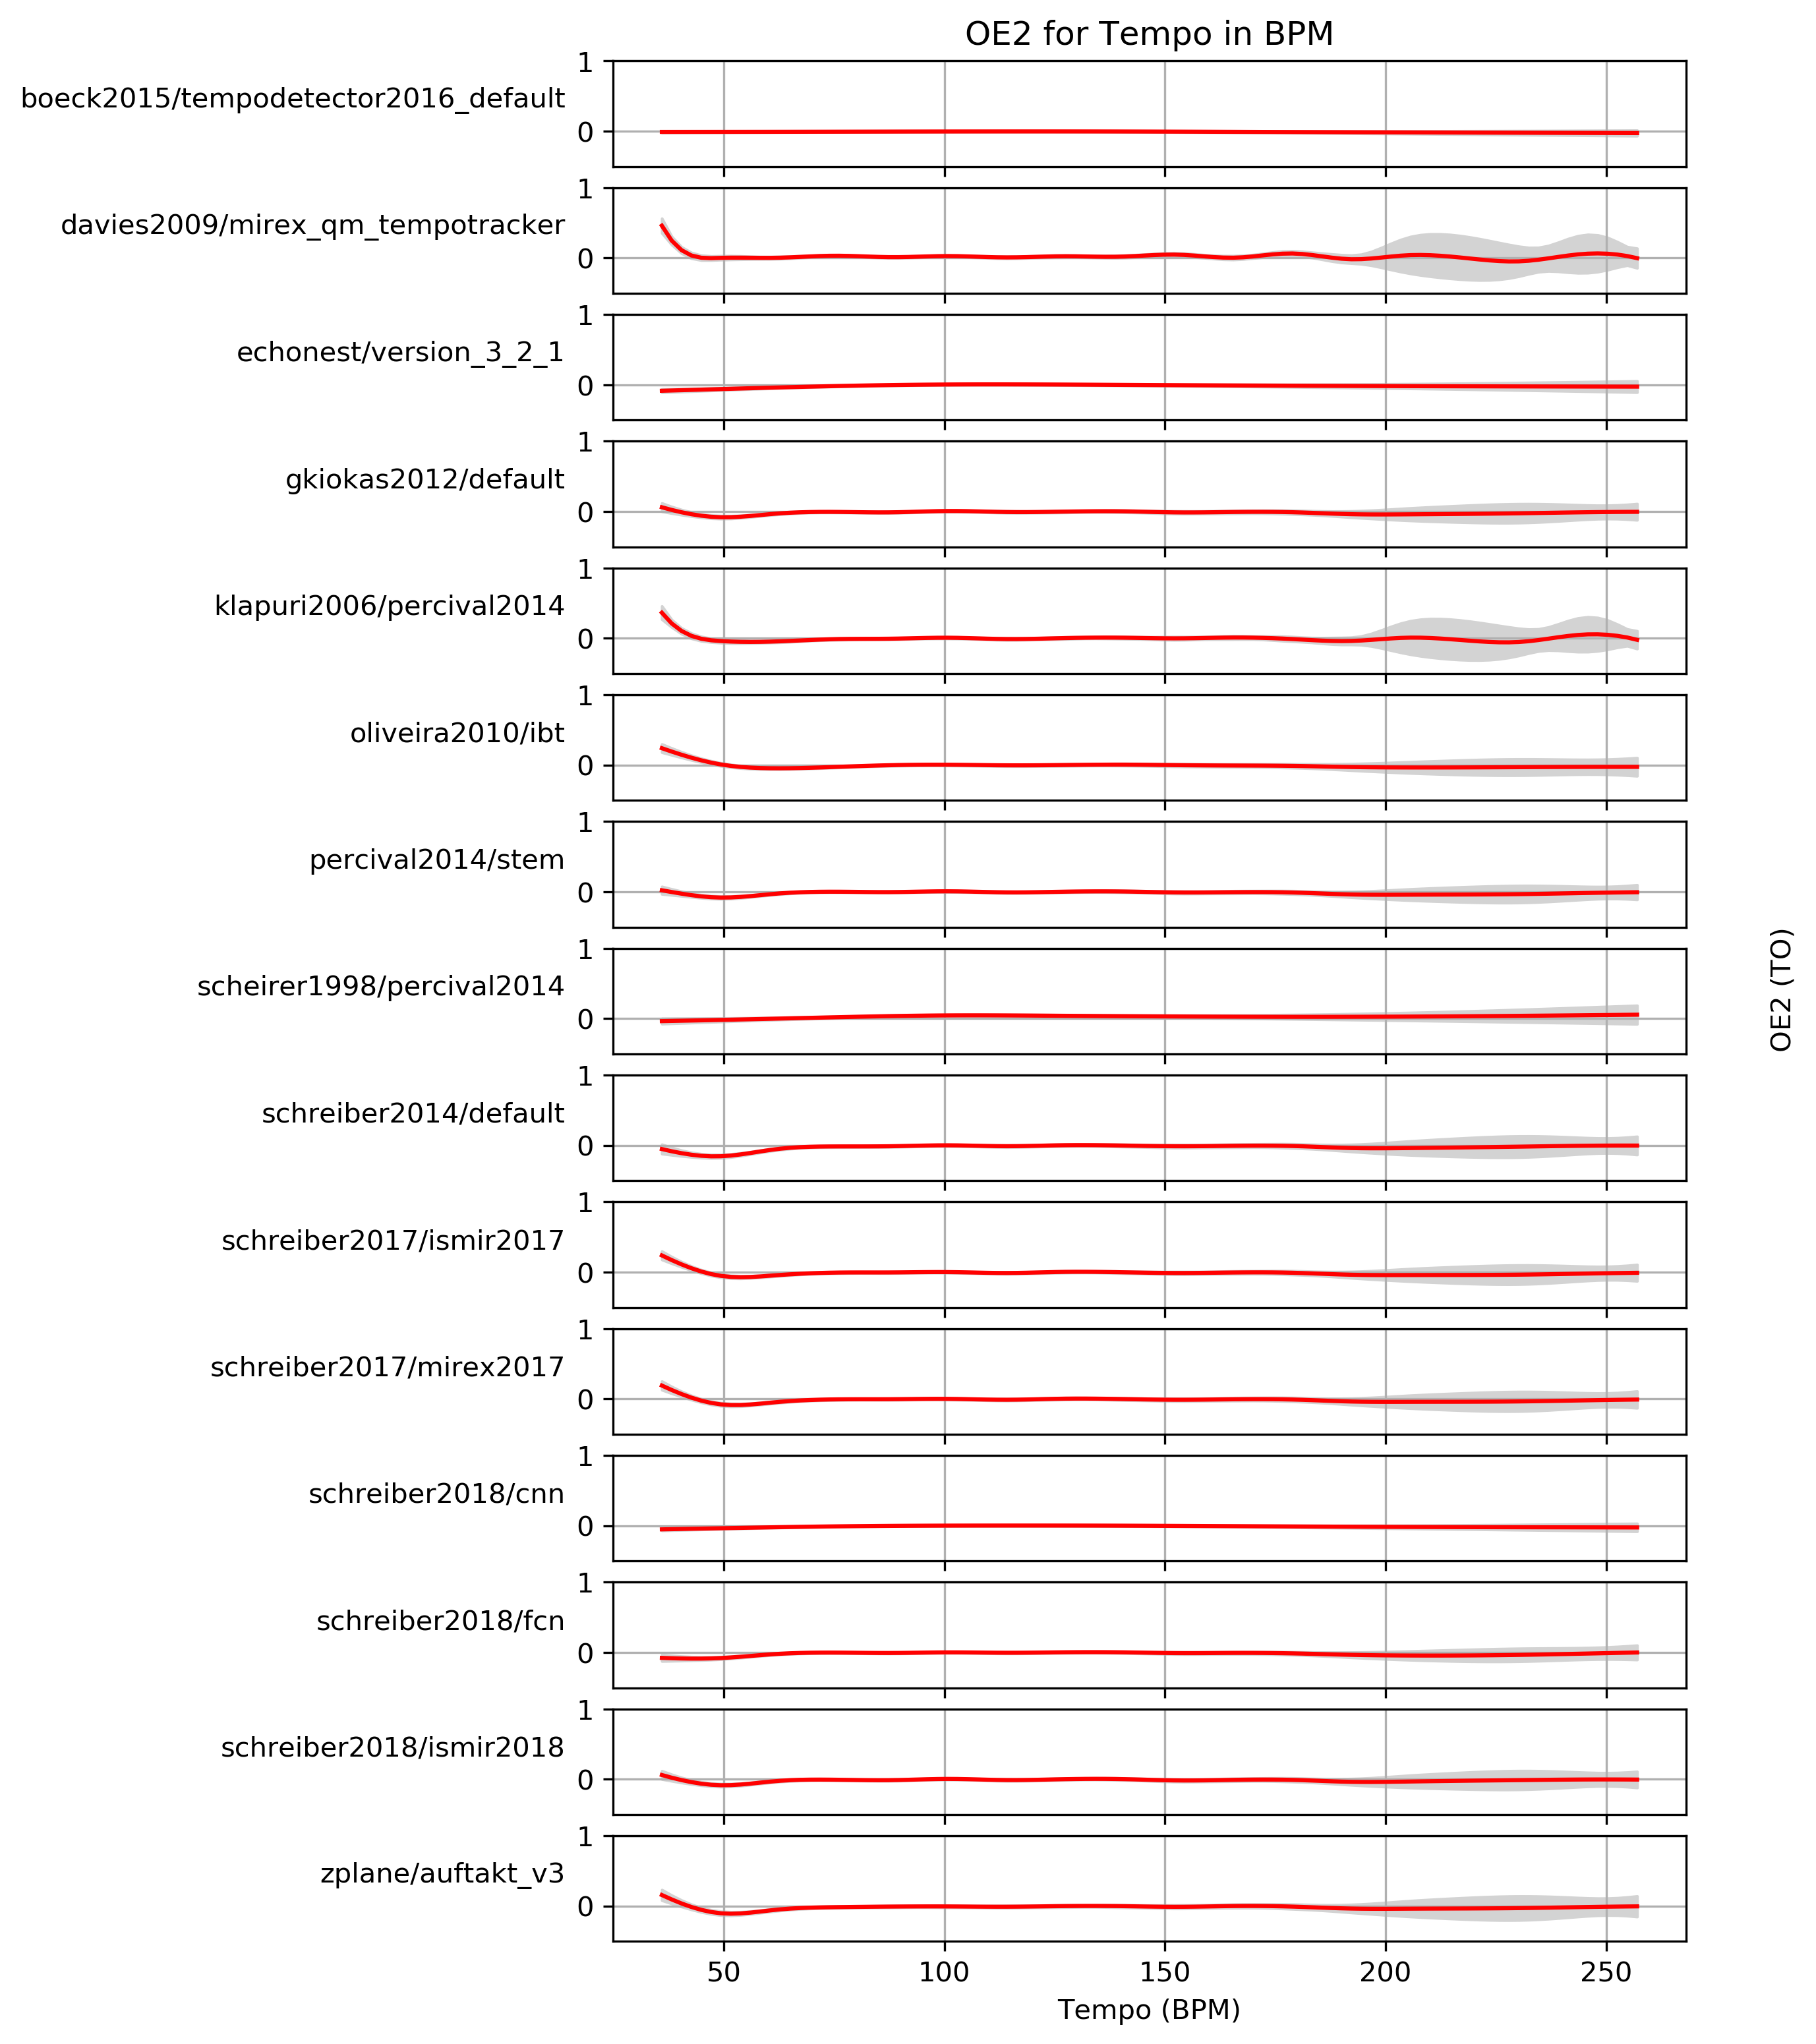 OE2 for Tempo in BPM
boeck2015/tempodetector2016_default
1
0
davies2009/mirex_qm_tempotracker
1
0
echonest/version_3_2_1
1
0
gkiokas2012/default
1
0
klapuri2006/percival2014
1
0
oliveira2010/ibt
1
0
percival2014/stem
1
0
scheirer1998/percival2014
1
0
schreiber2014/default
1
0
schreiber2017/ismir2017
1
0
schreiber2017/mirex2017
1
0
schreiber2018/cnn
1
0
schreiber2018/fcn
1
0
schreiber2018/ismir2018
1
0
zplane/auftakt_v3
1
0
50 100 150 200 250
Tempo (BPM)
OE2 (TO)